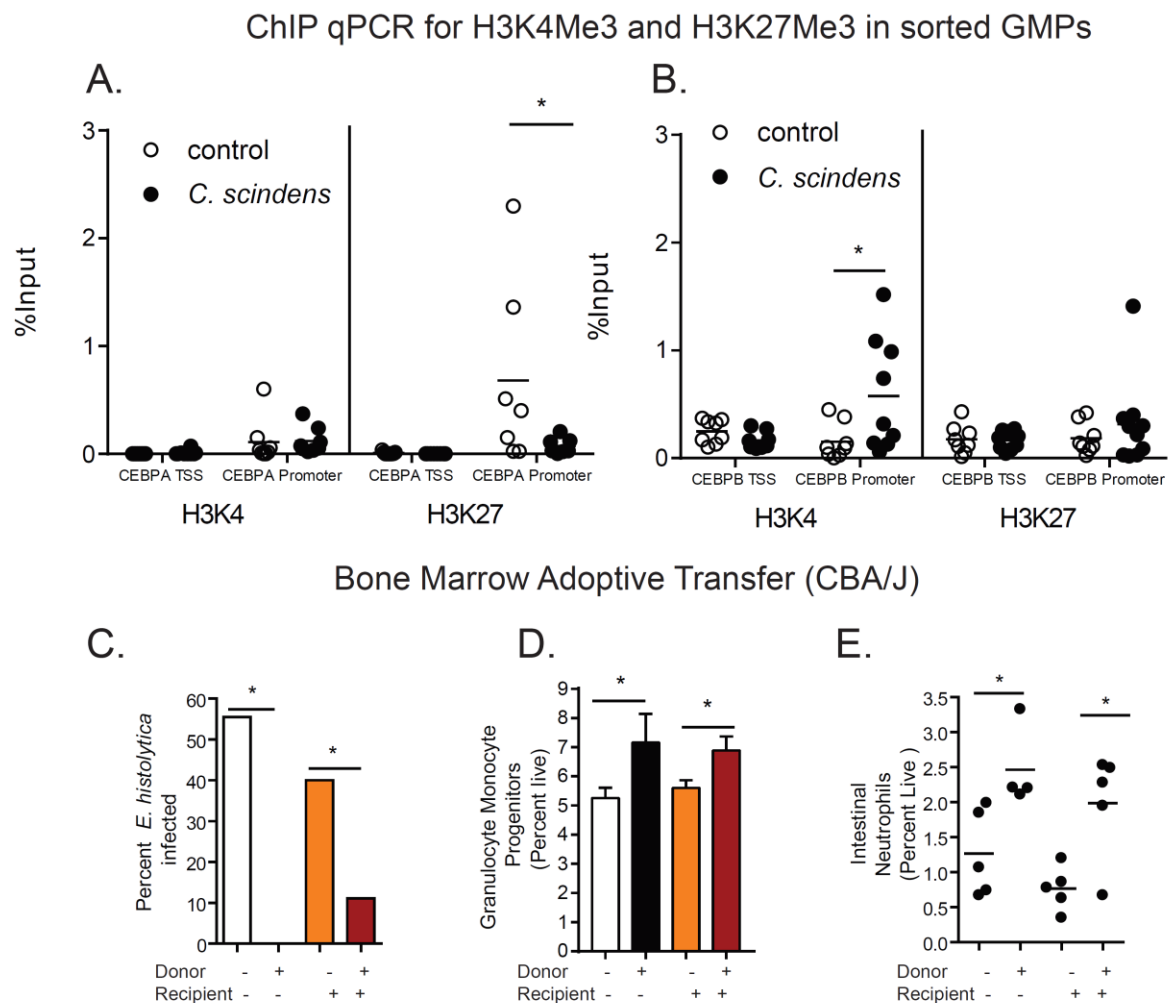 ChIP qPCR for H3K4Me3 and H3K27Me3 in sorted GMPs
A.
B.
%Input
3
2
1
0
control
C. scindens
*
CEBPA TSS
CEBPA Promoter
CEBPA TSS
CEBPA Promoter
H3K4
H3K27
%Input
3
2
1
0
control
C. scindens
*
CEBPB TSS
CEBPB Promoter
CEBPB TSS
CEBPB Promoter
H3K4
H3K27
Bone Marrow Adoptive Transfer (CBA/J)
C.
D.
E.
Percent E. histolytica
infected
60
50
40
30
20
10
0
*
*
Donor - + - +
Recipient - - + +
Granulocyte Monocyte
Progenitors
(Percent live)
9
8
7
6
5
4
3
2
1
0
*
*
Donor - + - +
Recipient - - + +
Intestinal
Neutrophils
(Percent Live )
3.5
3.0
2.5
2.0
1.5
1.0
0.5
0.0
*
*
Donor - + - +
Recipient - - + +